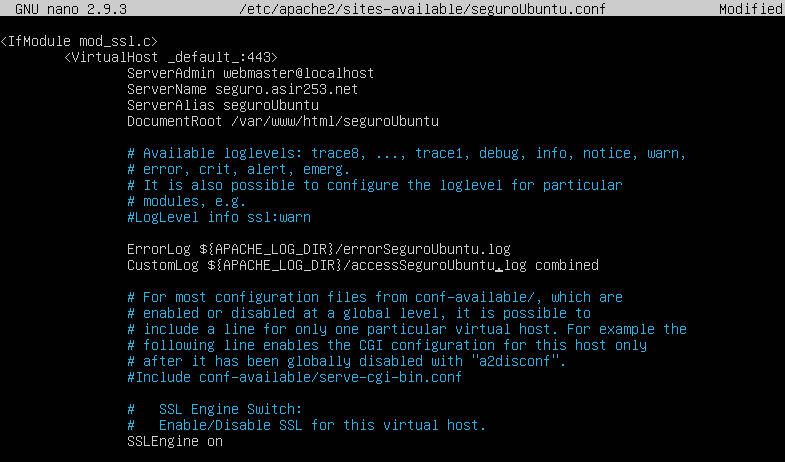 GNU nano 2.9.3 /etc/apache2/sites-available/seguroUbuntu.conf Modified
<IfModule mod_ssl.c>
<VirtualHost _default_:443>
ServerAdmin webmaster@localhost
ServerName seguro.asir253.net
ServerAlias seguroUbuntu
DocumentRoot /var/www/html/seguroUbuntu
# Available loglevels: trace8, ..., trace1, debug, info, notice, warn,
# error, crit, alert, emerg.
# It is also possible to configure the loglevel for particular
# modules, e.g.
#LogLevel info ssl:warn
ErrorLog ${APACHE_LOG_DIR}/errorSeguroUbuntu.log
CustomLog ${APACHE_LOG_DIR}/accessSeguroUbuntu.log combined
# For most configuration files from conf-available/, which are
# enabled or disabled at a global level, it is possible to
# include a line for only one particular virtual host. For example the
# following line enables the CGI configuration for this host only
# after it has been globally disabled with "a2disconf".
#Include conf-available/serve-cgi-bin.conf
# SSL Engine Switch:
# Enable/Disable SSL for this virtual host.
SSLEngine on